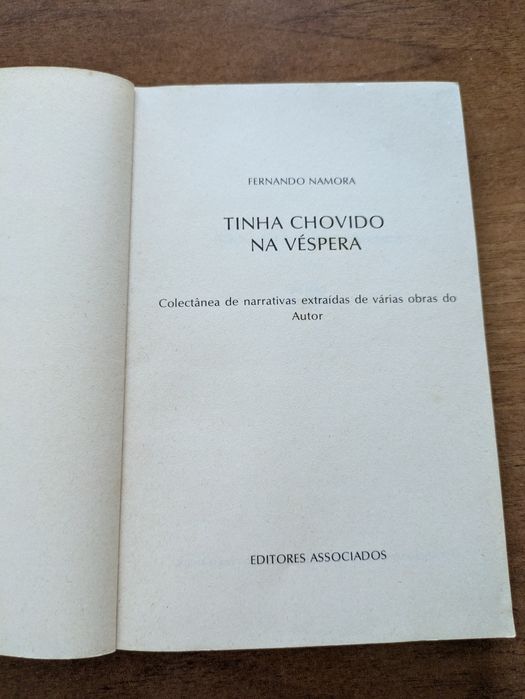 FERNANDO NAMORA
TINHA CHOVIDO
NA VÉSPERA
Colectânea de narrativas extraídas de várias obras do
Autor
EDITORES ASSOCIADOS